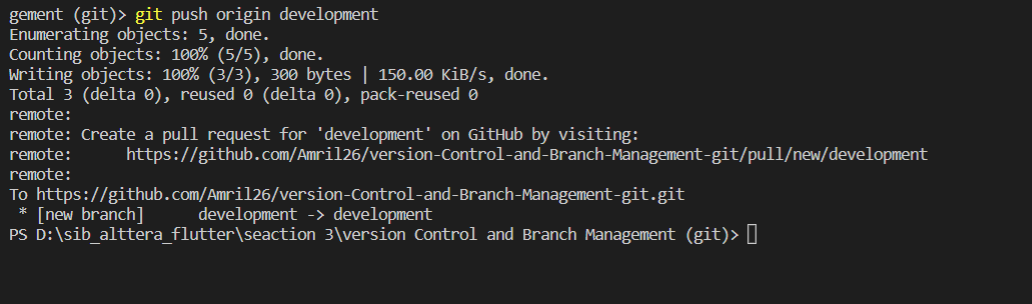 gement (git)> git push origin development
Enumerating objects: 5, done.
Counting objects: 100% (5/5), done.
Writing objects: 100% (3/3), 300 bytes | 150.00 KiB/s, done.
Total 3 (delta 0), reused 0 (delta 0), pack-reused 0
remote:
remote: Create a pull request for 'development' on GitHub by visiting:
remote:      https://github.com/Amril26/version-Control-and-Branch-Management-git/pull/new/development
remote:
To https://github.com/Amril26/version-Control-and-Branch-Management-git.git
 * [new branch]      development -> development
PS D:\sib_alttera_flutter\seaction 3\version Control and Branch Management (git)>